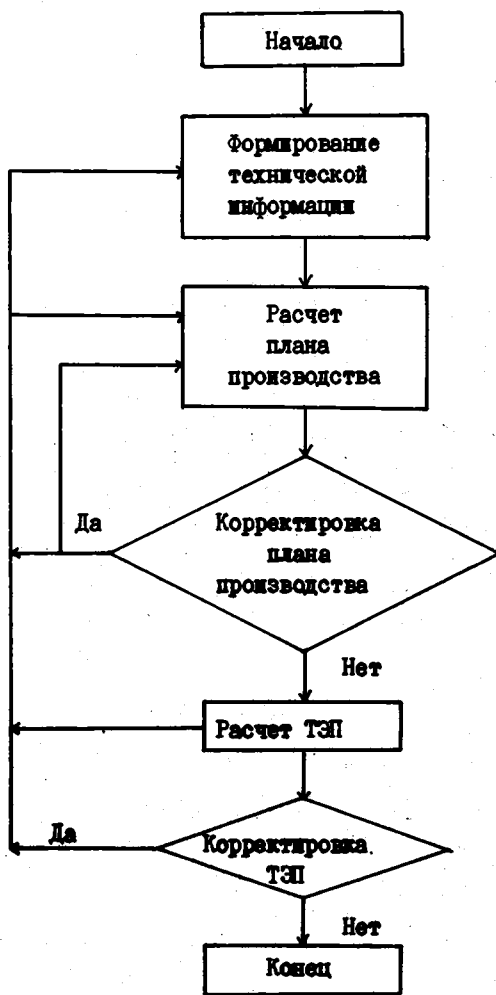 Начало
Формирование
технической
информации
Расчет
плана
производства
Да
Корректировка
плана
производства
Нет
Расчет ТЭП
Да
Корректировка
ТЭП
Нет
Конец